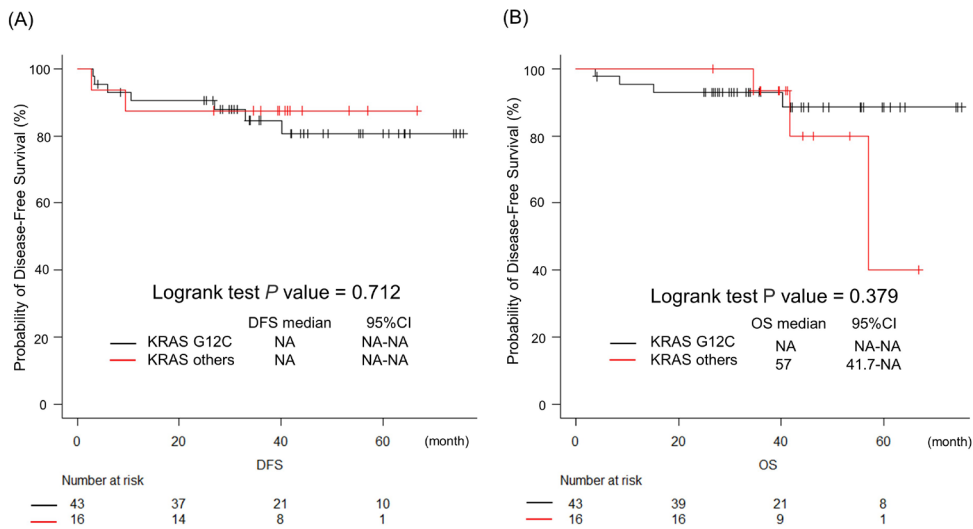 (A)
Probability of Disease-Free Survival (%)
100
80
60
40
20
0
Logrank test P value = 0.712
DFS median 95%CI
KRAS G12C NA NA-NA
KRAS others NA NA-NA
0 20 40 60 (month)
DFS
Number at risk
43 37 21 10
16 14 8 1
(B)
Probability of Disease-Free Survival (%)
100
80
60
40
20
0
Logrank test P value = 0.379
OS median 95%CI
KRAS G12C NA NA-NA
KRAS others 57 41.7-NA
0 20 40 60 (month)
OS
Number at risk
43 39 21 8
16 16 9 1